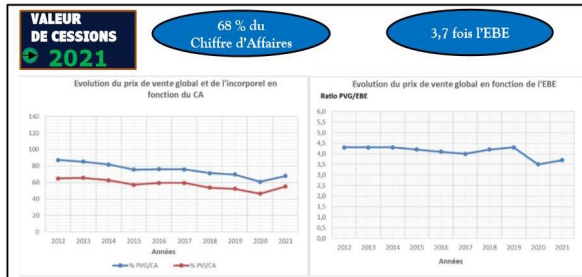 VALEUR
DE CESSIONS
2021
68 % du
Chiffre d'Affaires
3,7 fois l'EBE
Evolution du prix de vente global et de l'incorporel en
fonction du CA
140
120
100
80
60
40
20
0
2012 2013 2014 2015 2016 2017 2018 2019 2020 2021
Années
% PVG/CA % PVI/CA
Evolution du prix de vente global en fonction de l'EBE
Ratio PVG/EBE
6,0
5,5
5,0
4,5
4,0
3,5
3,0
2,5
2,0
1,5
1,0
0,5
0,0
2012 2013 2014 2015 2016 2017 2018 2019 2020 2021
Années